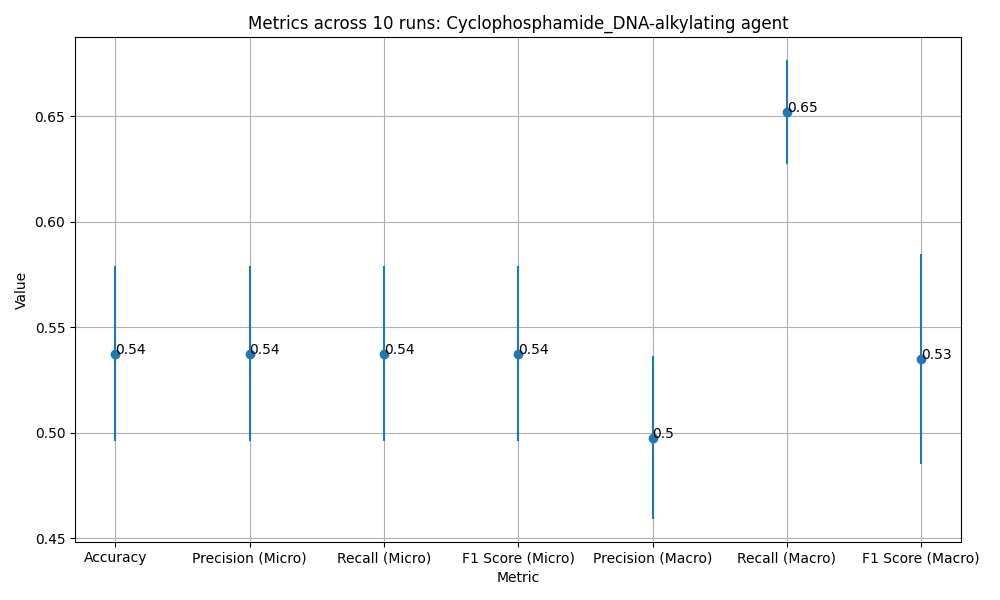 Metrics across 10 runs: Cyclophosphamide_DNA-alkylating agent
Value
0.65
0.60
0.55
0.50
0.45
0.54
0.54
0.54
0.54
0.5
0.65
0.53
Accuracy
Precision (Micro)
Recall (Micro)
F1 Score (Micro)
Precision (Macro)
Recall (Macro)
F1 Score (Macro)
Metric